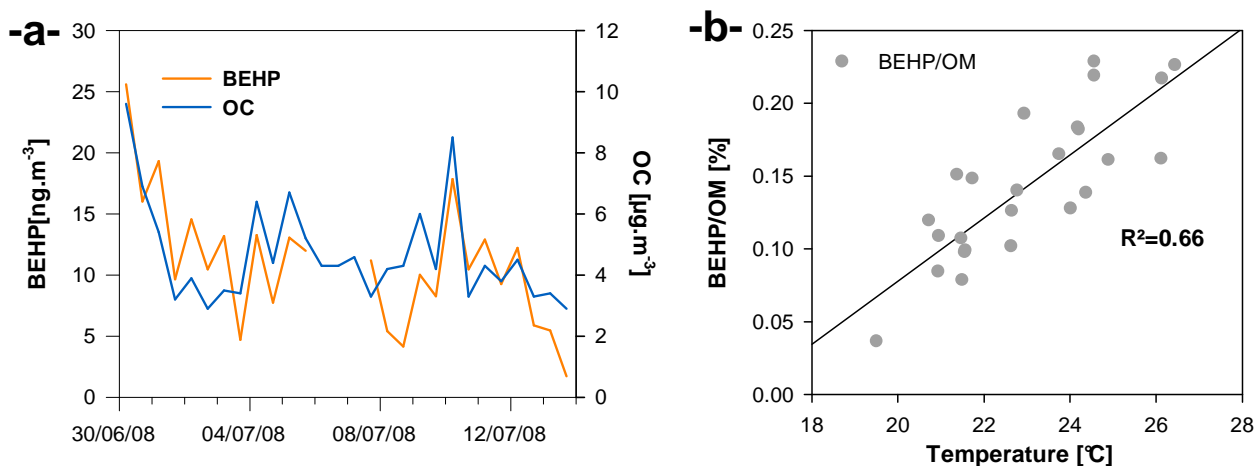 -a-
30
25
20
15
10
5
0
BEHP[ng.m⁻³]
BEHP
OC
12
10
8
6
4
2
0
OC [µg.m⁻³]
30/06/08 04/07/08 08/07/08 12/07/08
-b-
0.25
0.20
0.15
0.10
0.05
0.00
BEHP/OM [%]
BEHP/OM
R²=0.66
18 20 22 24 26 28
Temperature [°C]